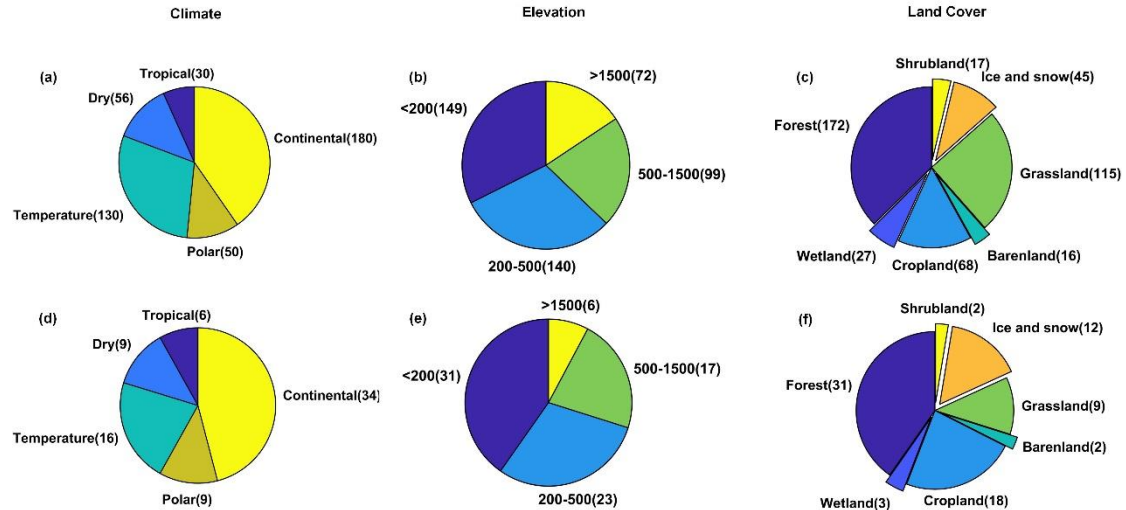 Climate
Elevation
Land Cover
(a)
Tropical(30)
Dry(56)
Continental(180)
Temperature(130)
Polar(50)
(b)
>1500(72)
<200(149)
500-1500(99)
200-500(140)
(c)
Shrubland(17)
Ice and snow(45)
Forest(172)
Grassland(115)
Wetland(27)
Cropland(68)
Barenland(16)
(d)
Tropical(6)
Dry(9)
Continental(34)
Temperature(16)
Polar(9)
(e)
>1500(6)
<200(31)
500-1500(17)
200-500(23)
(f)
Shrubland(2)
Ice and snow(12)
Forest(31)
Grassland(9)
Barenland(2)
Wetland(3)
Cropland(18)